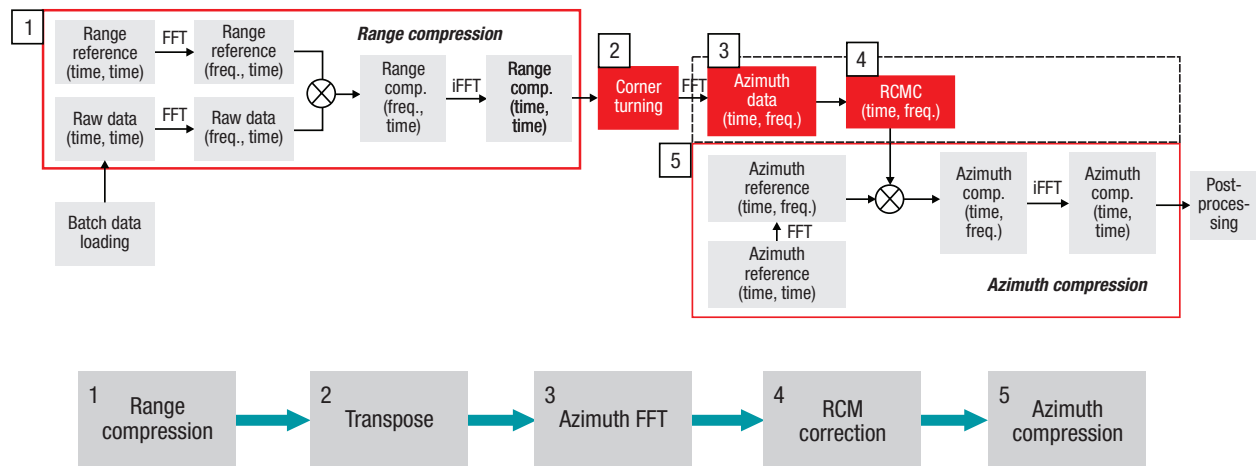 1
Range
reference
(time, time)
FFT
Range
reference
(freq., time)
Range compression
Raw data
(time, time)
FFT
Raw data
(freq., time)
Range
comp.
(freq.,
time)
iFFT
Range
comp.
(time,
time)
Batch data
loading
2
Corner
turning
FFT
3
Azimuth
data
(time, freq.)
4
RCMC
(time, freq.)
5
Azimuth
reference
(time, freq.)
FFT
Azimuth
reference
(time, time)
Azimuth
comp.
(time,
freq.)
iFFT
Azimuth
comp.
(time,
time)
Azimuth compression
Post-
proces-
sing
1
Range
compression
2
Transpose
3
Azimuth FFT
4
RCM
correction
5
Azimuth
compression